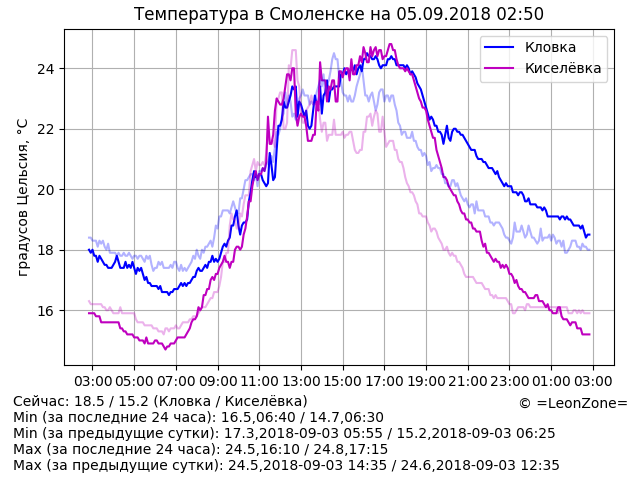 Температура в Смоленске на 05.09.2018 02:50
Кловка
Киселёвка
градусов Цельсия, °C
24
22
20
18
16
03:00 05:00 07:00 09:00 11:00 13:00 15:00 17:00 19:00 21:00 23:00 01:00 03:00
Сейчас: 18.5 / 15.2 (Кловка / Киселёвка)
© =LeonZone=
Min (за последние 24 часа): 16.5,06:40 / 14.7,06:30
Min (за предыдущие сутки): 17.3,2018-09-03 05:55 / 15.2,2018-09-03 06:25
Max (за последние 24 часа): 24.5,16:10 / 24.8,17:15
Max (за предыдущие сутки): 24.5,2018-09-03 14:35 / 24.6,2018-09-03 12:35